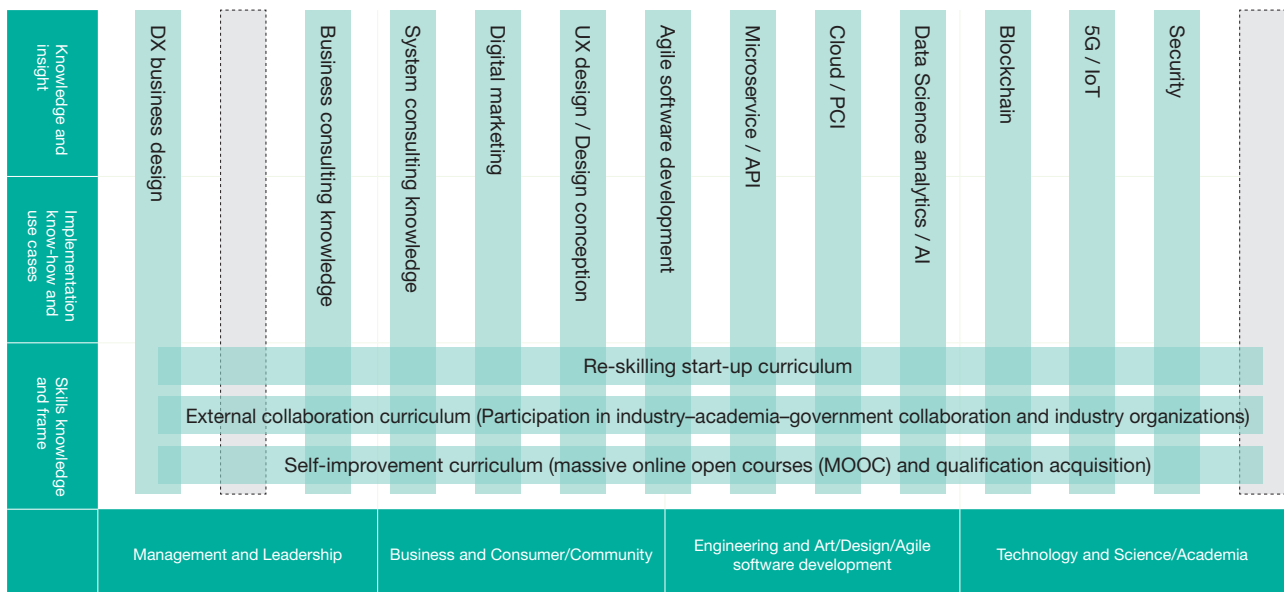 Knowledge and
insight
DX business design
Business consulting knowledge
System consulting knowledge
Digital marketing
UX design / Design conception
Agile software development
Microservice / API
Cloud / PCI
Data Science analytics / AI
Blockchain
5G / IoT
Security
Implementation
know-how and
use cases
Skills knowledge
and frame
Re-skilling start-up curriculum
External collaboration curriculum (Participation in industry–academia–government collaboration and industry organizations)
Self-improvement curriculum (massive online open courses (MOOC) and qualification acquisition)
Management and Leadership
Business and Consumer/Community
Engineering and Art/Design/Agile
software development
Technology and Science/Academia